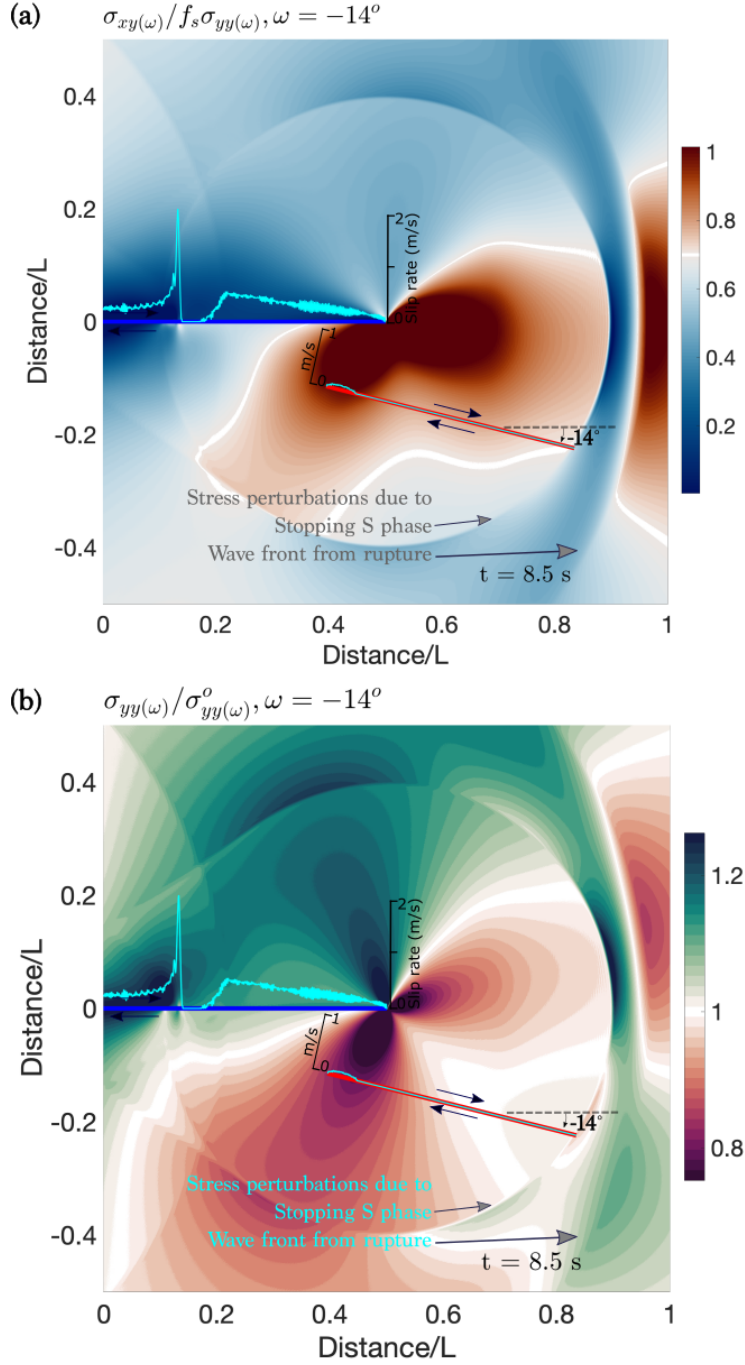 (a) σxy(ω)/fsσyy(ω), ω = −14°
0.4
0.2
0
-0.2
-0.4
Distance/L
2
0
Slip rate (m/s)
1
0
m/s
-14°
Stress perturbations due to
Stopping S phase
Wave front from rupture
t = 8.5 s
0 0.2 0.4 0.6 0.8 1
Distance/L
1
0.8
0.6
0.4
0.2
(b) σyy(ω)/σ°yy(ω), ω = −14°
0.4
0.2
0
-0.2
-0.4
Distance/L
2
0
Slip rate (m/s)
1
0
m/s
-14°
Stress perturbations due to
Stopping S phase
Wave front from rupture
t = 8.5 s
0 0.2 0.4 0.6 0.8 1
Distance/L
1.2
1
0.8